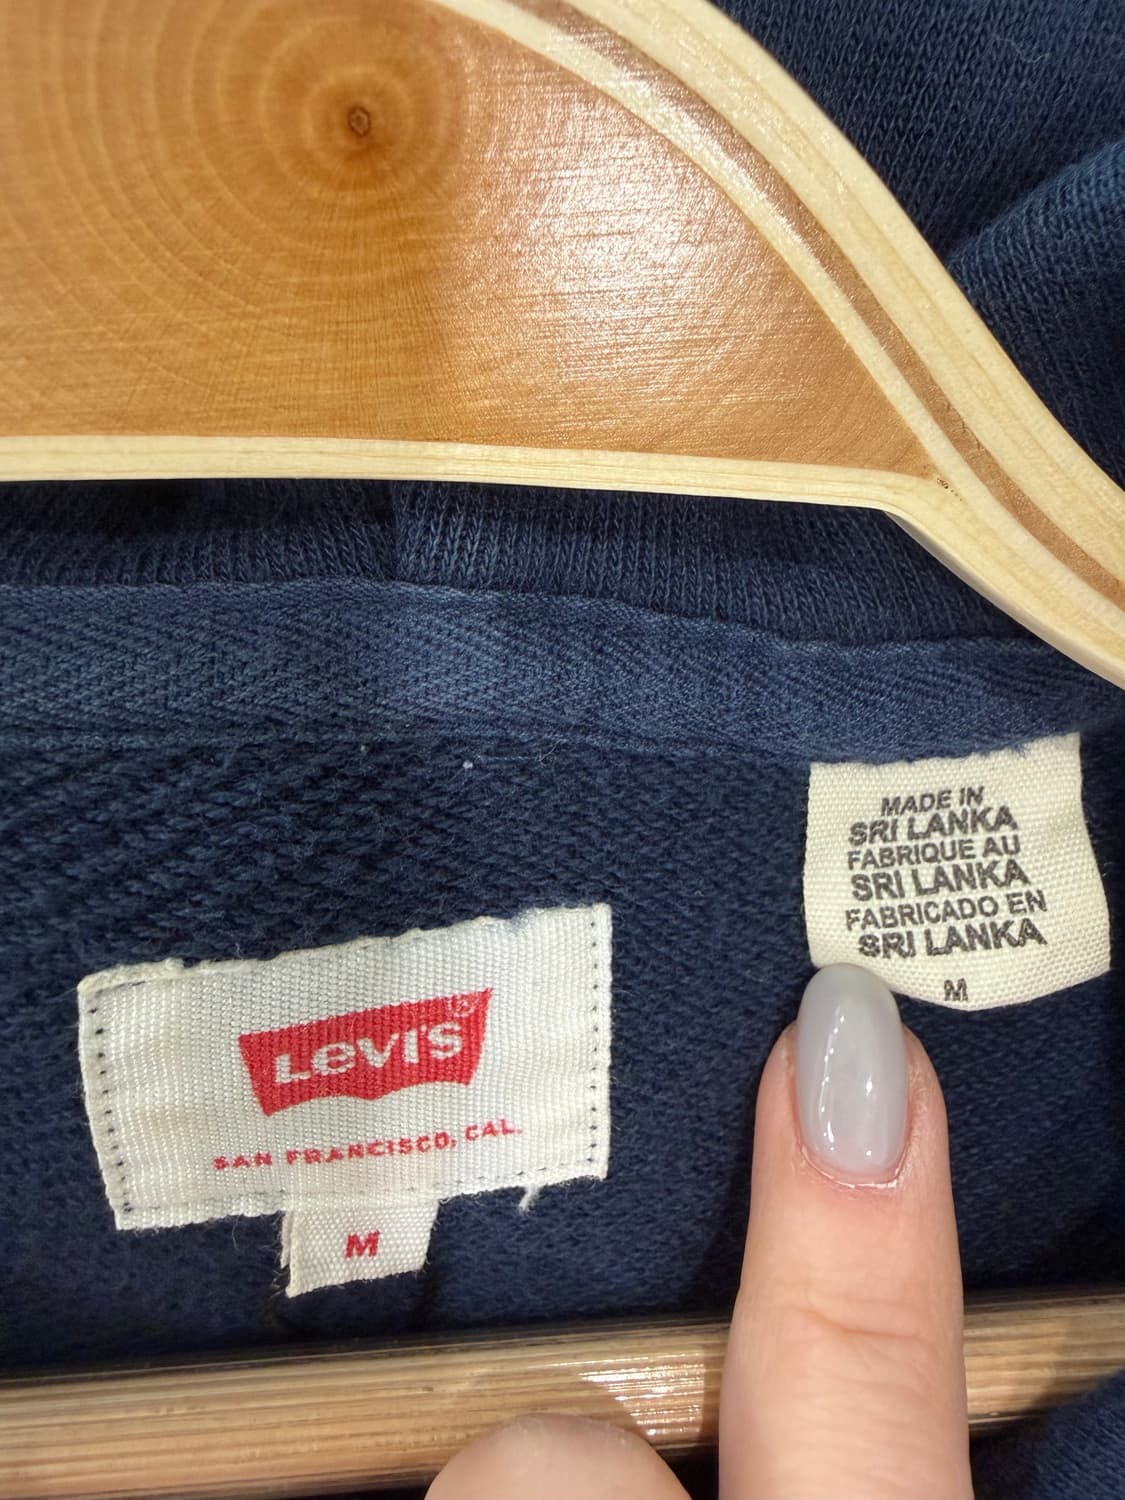 MADE IN
SRI LANKA
FABRIQUE AU
SRI LANKA
FABRICADO EN
SRI LANKA
M
LEVI'S®
SAN FRANCISCO, CAL.
M